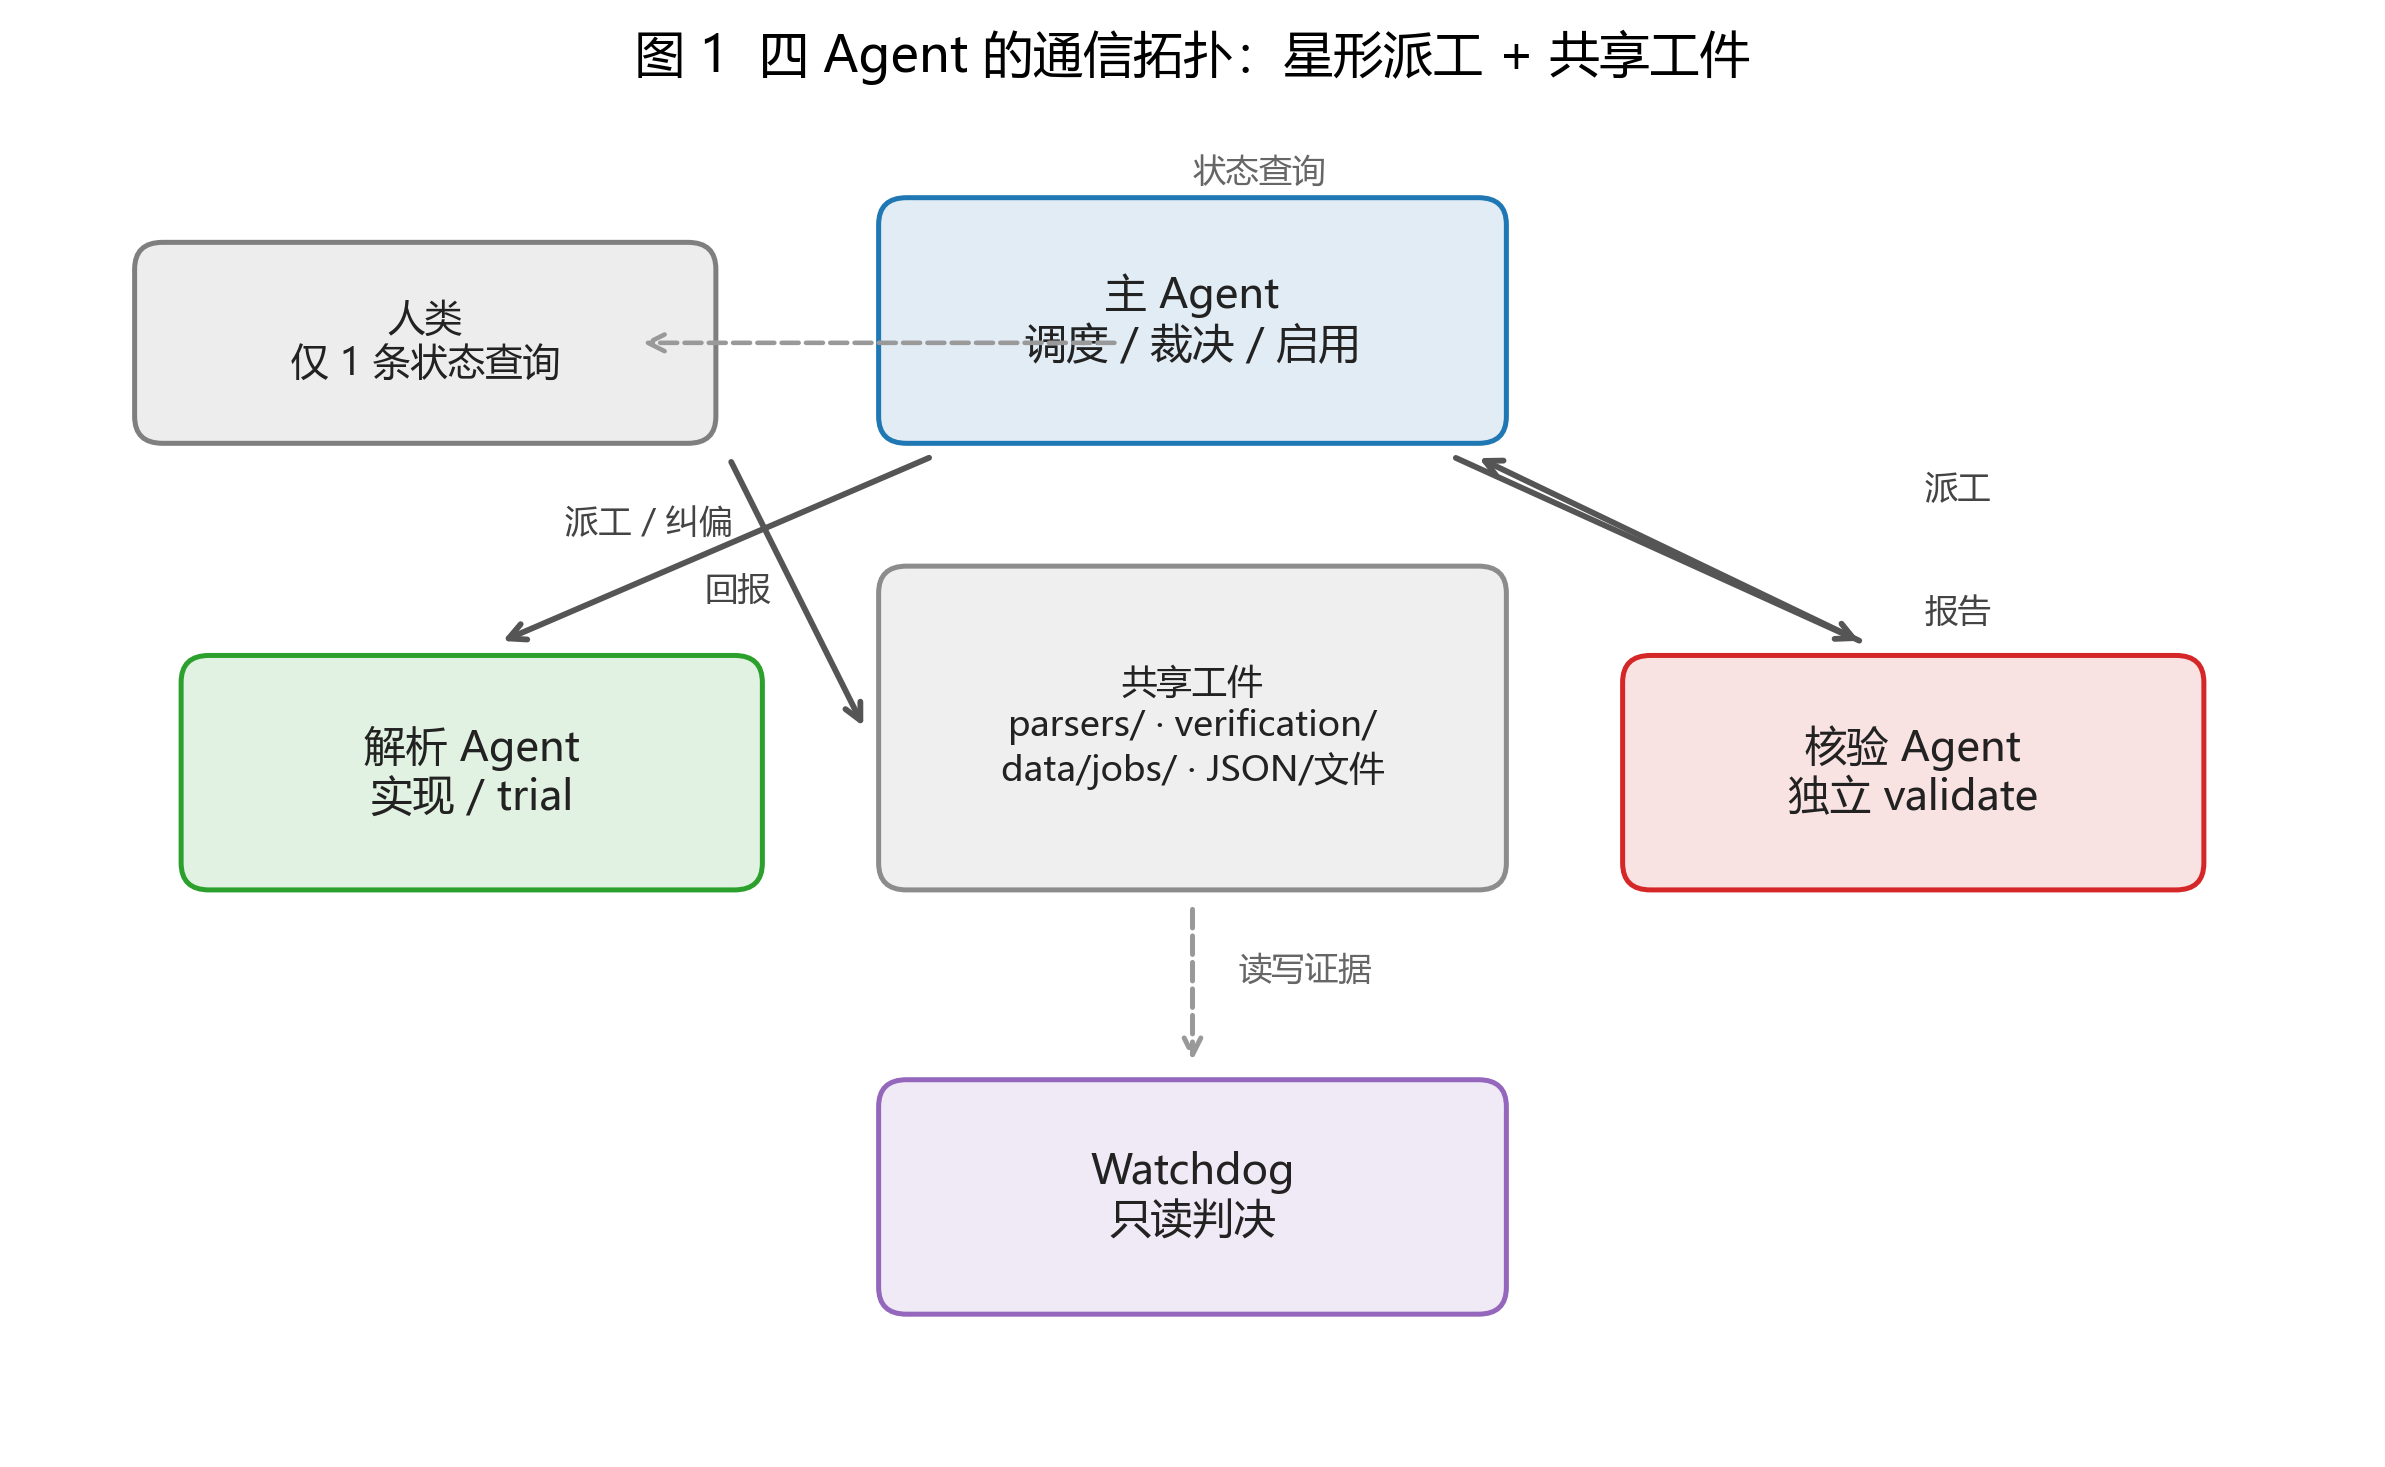 图 1 四 Agent 的通信拓扑：星形派工 + 共享工件
状态查询
人类
仅 1 条状态查询
主 Agent
调度 / 裁决 / 启用
派工 / 纠偏
回报
派工
报告
解析 Agent
实现 / trial
共享工件
parsers/ · verification/
data/jobs/ · JSON/文件
核验 Agent
独立 validate
读写证据
Watchdog
只读判决